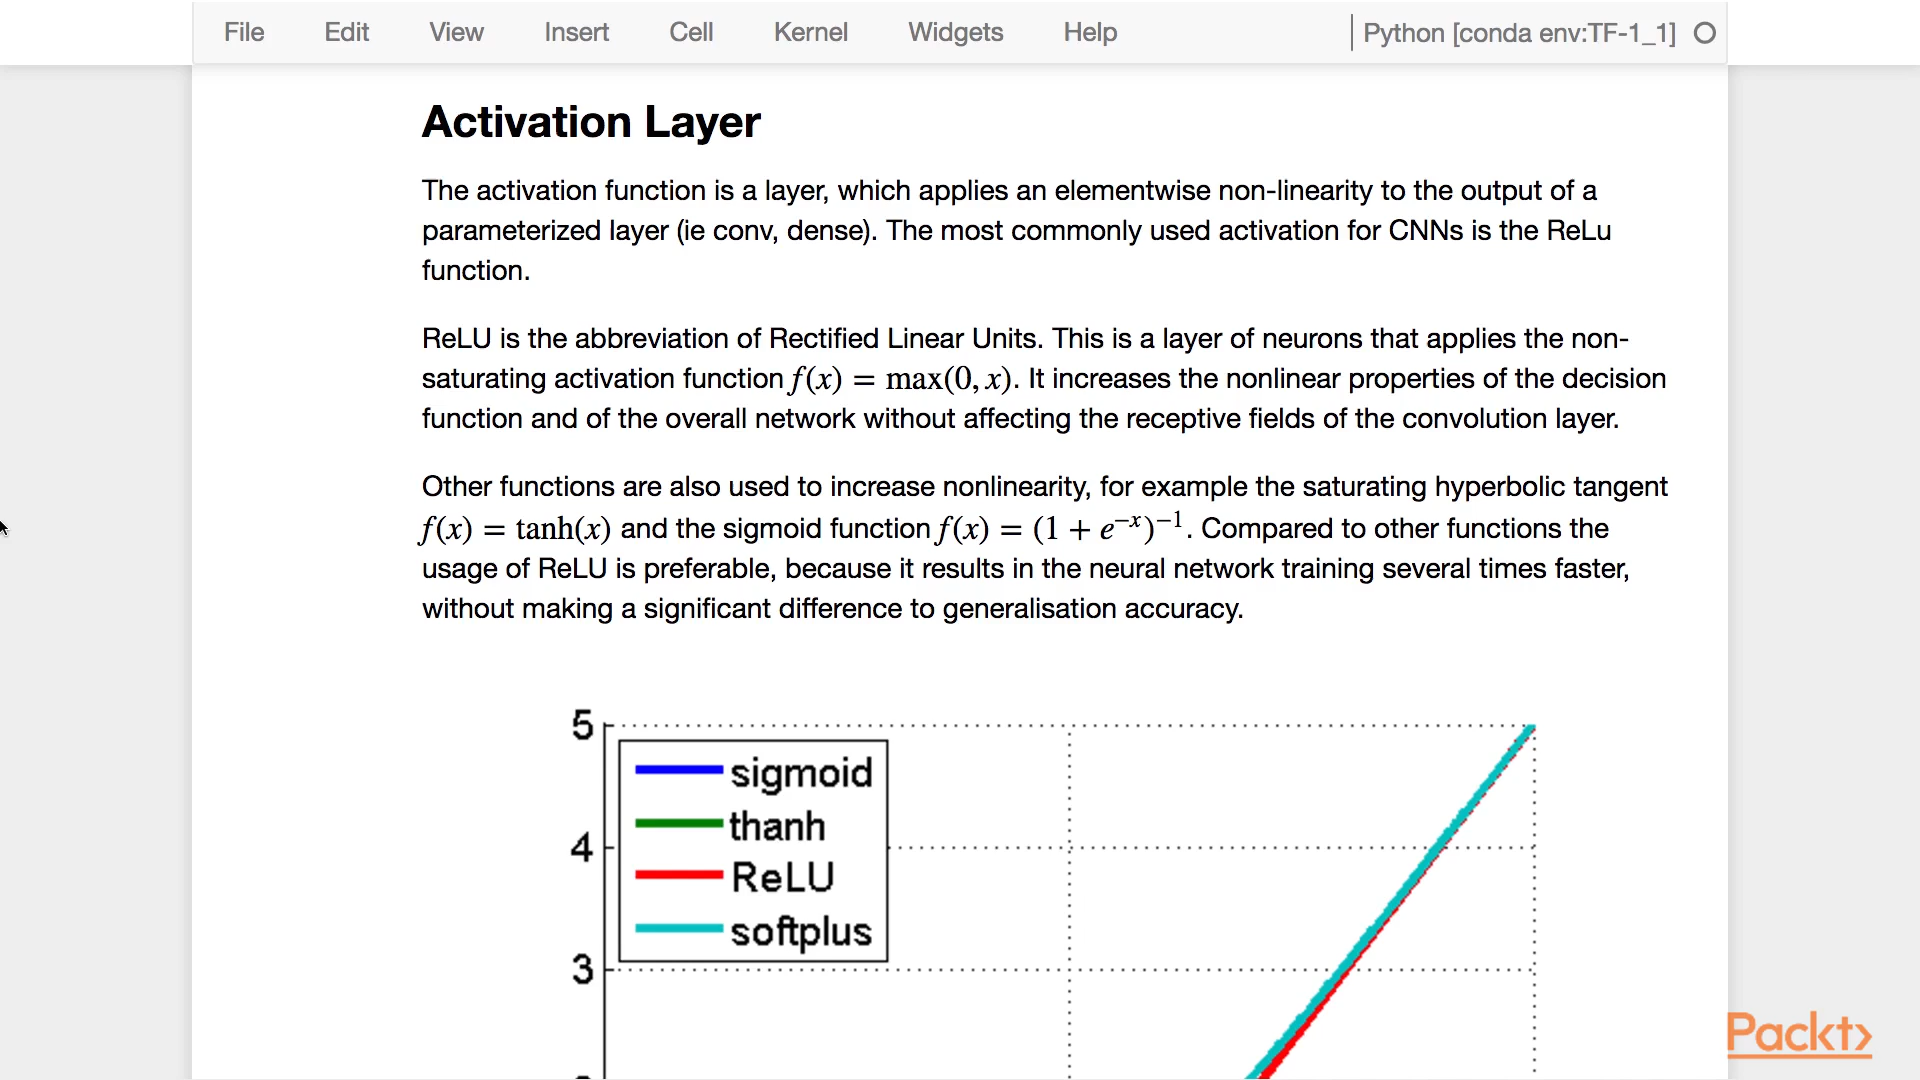 File Edit View Insert Cell Kernel Widgets Help Python [conda env:TF-1_1]
Activation Layer
The activation function is a layer, which applies an elementwise non-linearity to the output of a
parameterized layer (ie conv, dense). The most commonly used activation for CNNs is the ReLu
function.
ReLU is the abbreviation of Rectified Linear Units. This is a layer of neurons that applies the non-
saturating activation function f(x) = max(0, x). It increases the nonlinear properties of the decision
function and of the overall network without affecting the receptive fields of the convolution layer.
Other functions are also used to increase nonlinearity, for example the saturating hyperbolic tangent
f(x) = tanh(x) and the sigmoid function f(x) = (1 + e⁻ˣ)⁻¹. Compared to other functions the
usage of ReLU is preferable, because it results in the neural network training several times faster,
without making a significant difference to generalisation accuracy.
5
sigmoid
thanh
4
ReLU
softplus
3
Packt>